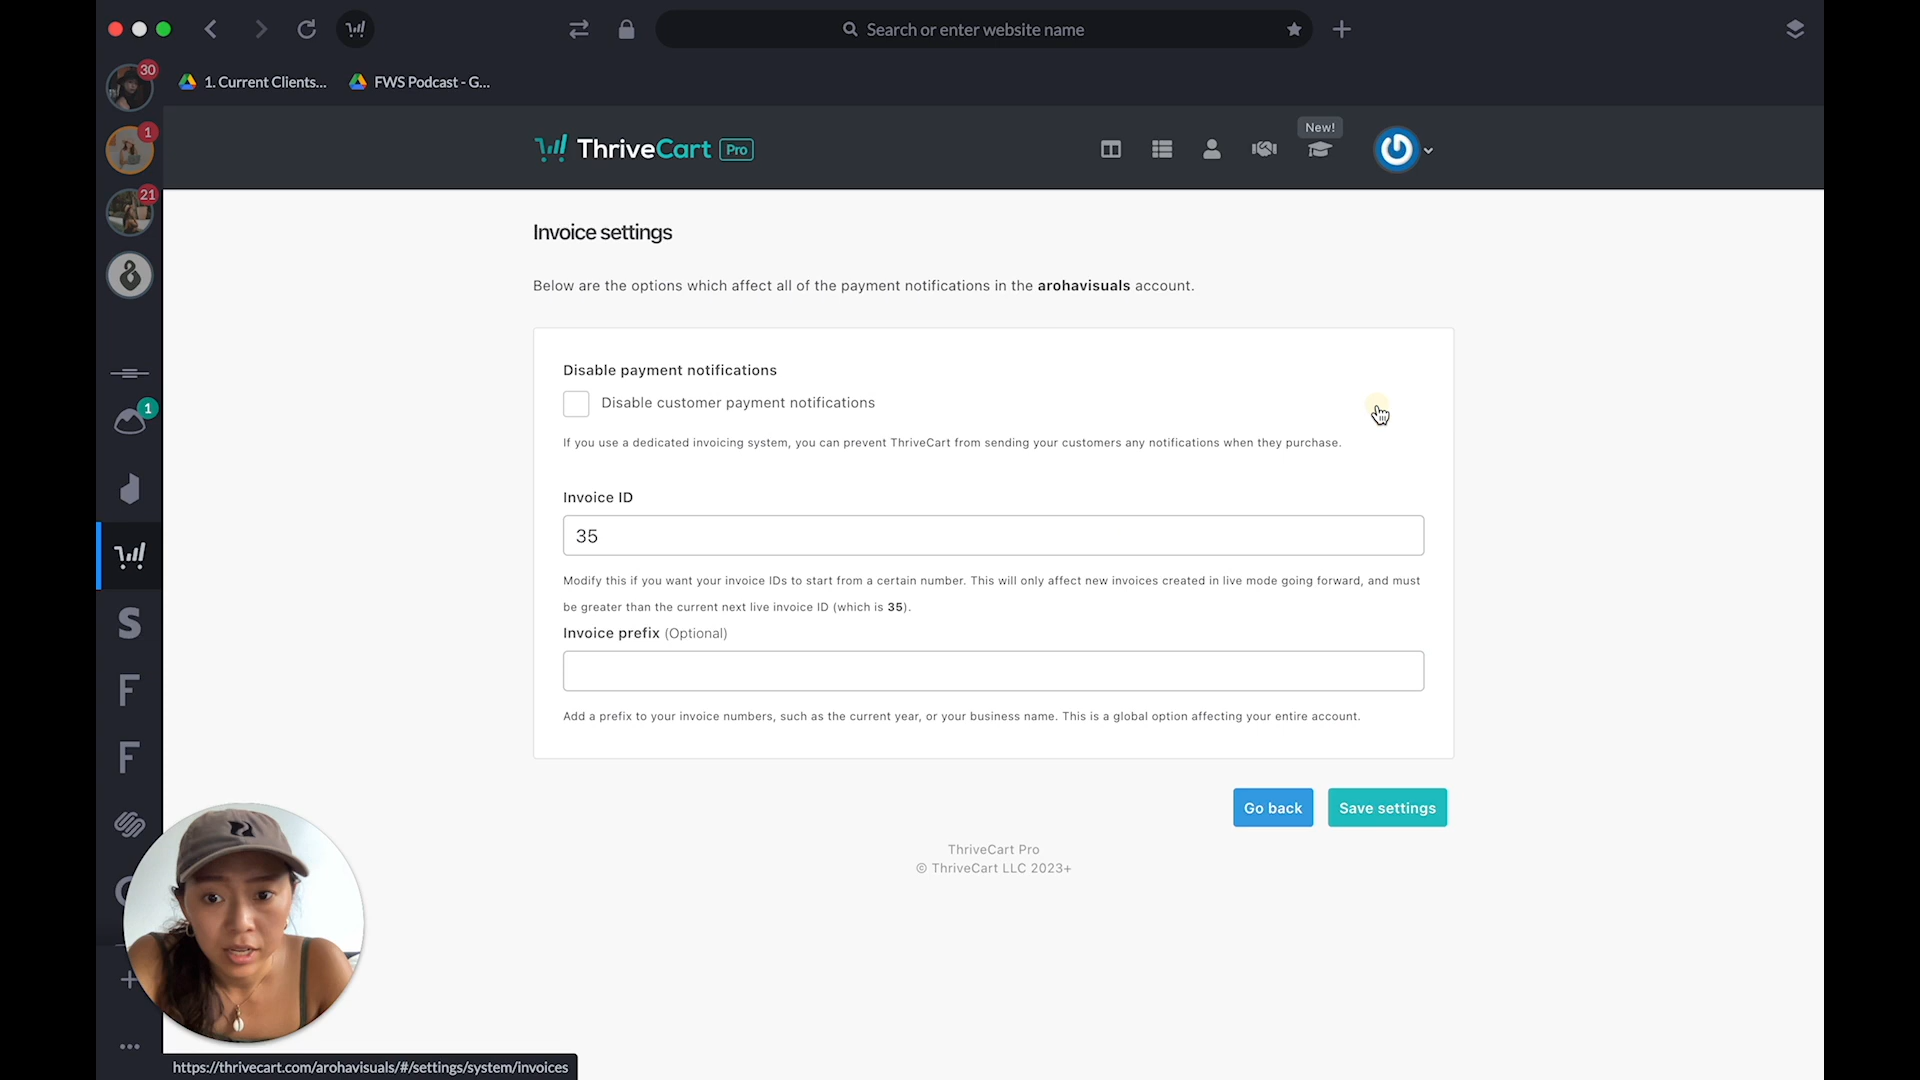 Search or enter website name
30
1. Current Clients...
FWS Podcast - G...
1
21
1
S
F
F
New!
ThriveCart Pro
Invoice settings
Below are the options which affect all of the payment notifications in the arohavisuals account.
Disable payment notifications
Disable customer payment notifications
If you use a dedicated invoicing system, you can prevent ThriveCart from sending your customers any notifications when they purchase.
Invoice ID
35
Modify this if you want your invoice IDs to start from a certain number. This will only affect new invoices created in live mode going forward, and must
be greater than the current next live invoice ID (which is 35).
Invoice prefix (Optional)
Add a prefix to your invoice numbers, such as the current year, or your business name. This is a global option affecting your entire account.
Go back
Save settings
ThriveCart Pro
© ThriveCart LLC 2023+
https://thrivecart.com/arohavisuals/#/settings/system/invoices